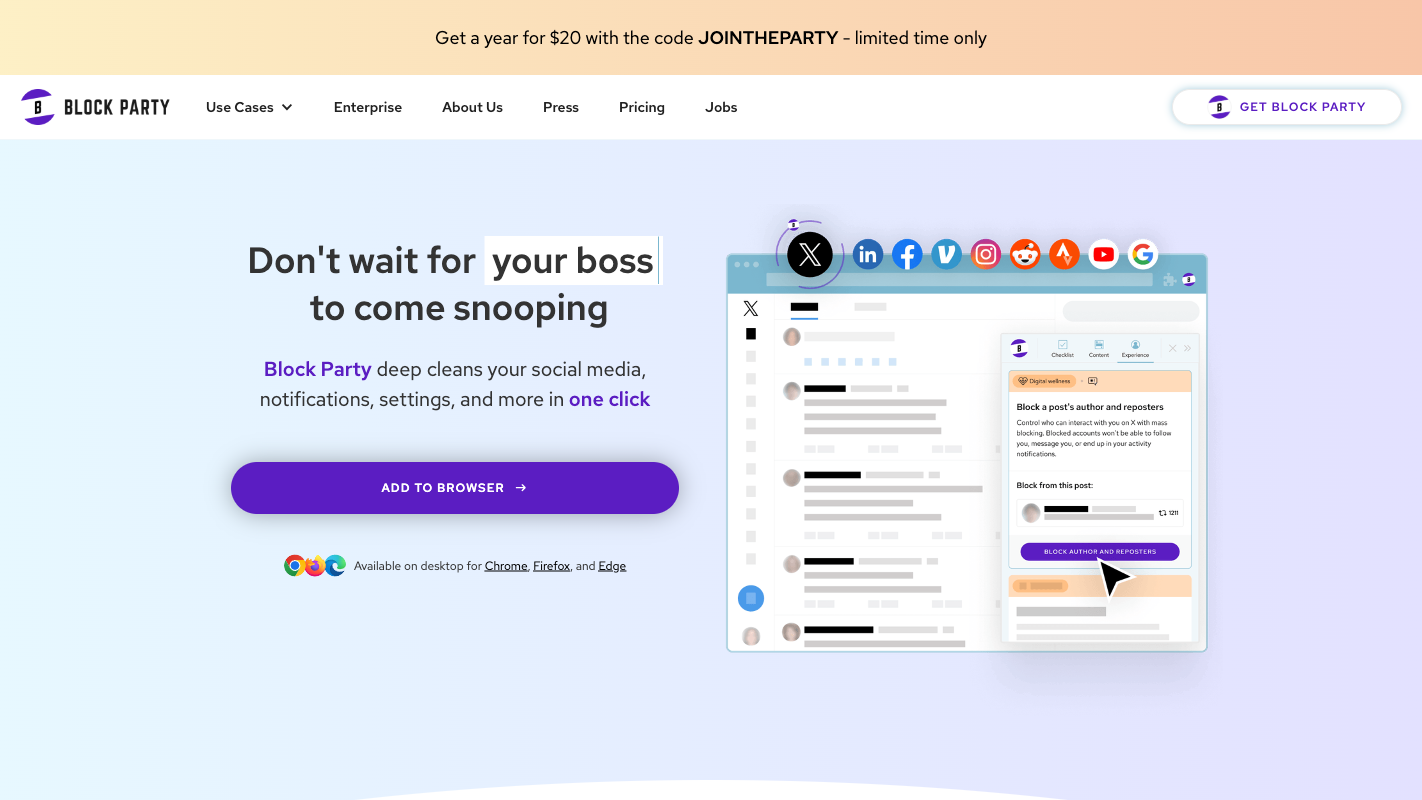 Get a year for $20 with the code JOINTHEPARTY - limited time only
B BLOCK PARTY
Use Cases
Enterprise
About Us
Press
Pricing
Jobs
B GET BLOCK PARTY
Don't wait for your boss
to come snooping
Block Party deep cleans your social media,
notifications, settings, and more in one click
ADD TO BROWSER →
Available on desktop for Chrome, Firefox, and Edge
Checklist
Content
Experience
Digital wellness
Block a post's author and reposters
Control who can interact with you on X with mass
blocking. Blocked accounts won't be able to follow
you, message you, or end up in your activity
notifications.
Block from this post:
1211
BLOCK AUTHOR AND REPOSTERS